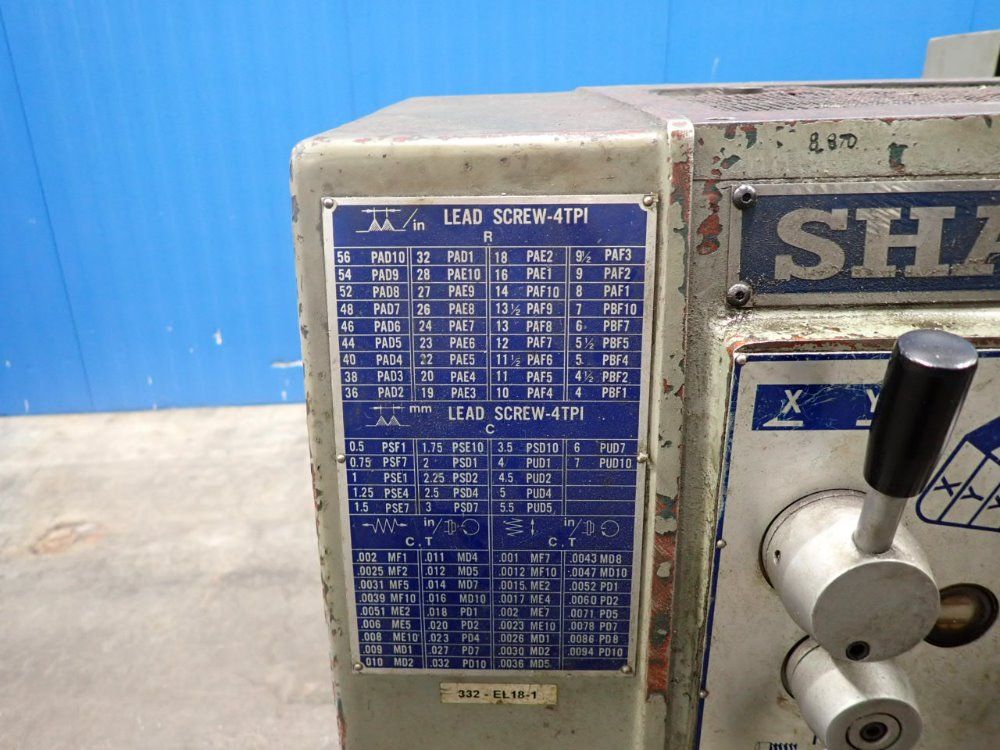 /in LEAD SCREW-4TPI
R
56 PAD10 32 PAD1 18 PAE2 9½ PAF3
54 PAD9 28 PAE10 16 PAE1 9 PAF2
52 PAD8 27 PAE9 14 PAF10 8 PAF1
48 PAD7 26 PAE8 13½ PAF9 7 PBF10
46 PAD6 24 PAE7 13 PAF8 6 PBF7
44 PAD5 23 PAE6 12 PAF7 5½ PBF5
40 PAD4 22 PAE5 11½ PAF6 5 PBF4
38 PAD3 20 PAE4 11 PAF5 4½ PBF2
36 PAD2 19 PAE3 10 PAF4 4 PBF1
mm LEAD SCREW-4TPI
C
0.5 PSF1 1.75 PSE10 3.5 PSD10 6 PUD7
0.75 PSF7 2 PSD1 4 PUD1 7 PUD10
1 PSE1 2.25 PSD2 4.5 PUD2
1.25 PSE4 2.5 PSD4 5 PUD4
1.5 PSE7 3 PSD7 5.5 PUD5
in/ in/
C,T C,T
.002 MF1 .011 MD4 .001 MF7 .0043 MD8
.0025 MF2 .012 MD5 .0012 MF10 .0047 MD10
.0031 MF5 .014 MD7 .0015 ME2 .0052 PD1
.0039 MF10 .016 MD10 .0017 ME4 .0060 PD2
.0051 ME2 .018 PD1 .002 ME7 .0071 PD5
.006 ME5 .020 PD2 .0023 ME10 .0078 PD7
.008 ME10 .023 PD4 .0026 MD1 .0086 PD8
.009 MD1 .027 PD7 .0030 MD2 .0094 PD10
.010 MD2 .032 PD10 .0036 MD5
332 - EL18-1
8870
SHA
X Y
X Y